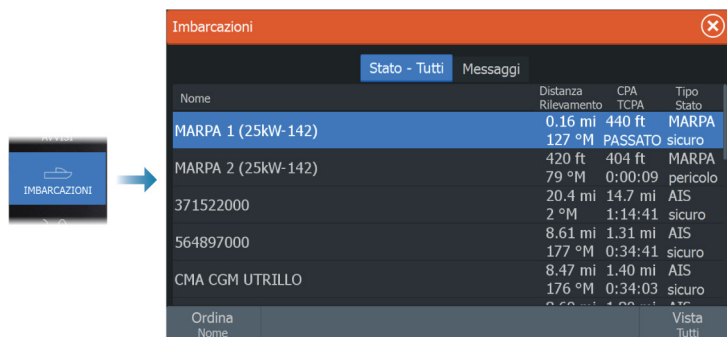 Imbarcazioni
Stato - Tutti Messaggi
Nome Distanza CPA Tipo
Rilevamento TCPA Stato
MARPA 1 (25kW-142) 0.16 mi 440 ft MARPA
127 °M PASSATO sicuro
MARPA 2 (25kW-142) 420 ft 404 ft MARPA
79 °M 0:00:09 pericolo
371522000 20.4 mi 14.7 mi AIS
2 °M 1:14:41 sicuro
564897000 8.61 mi 1.31 mi AIS
177 °M 0:34:41 sicuro
CMA CGM UTRILLO 8.47 mi 1.40 mi AIS
176 °M 0:34:03 sicuro
Ordina Vista
Nome Tutti
AVVISI
IMBARCAZIONI